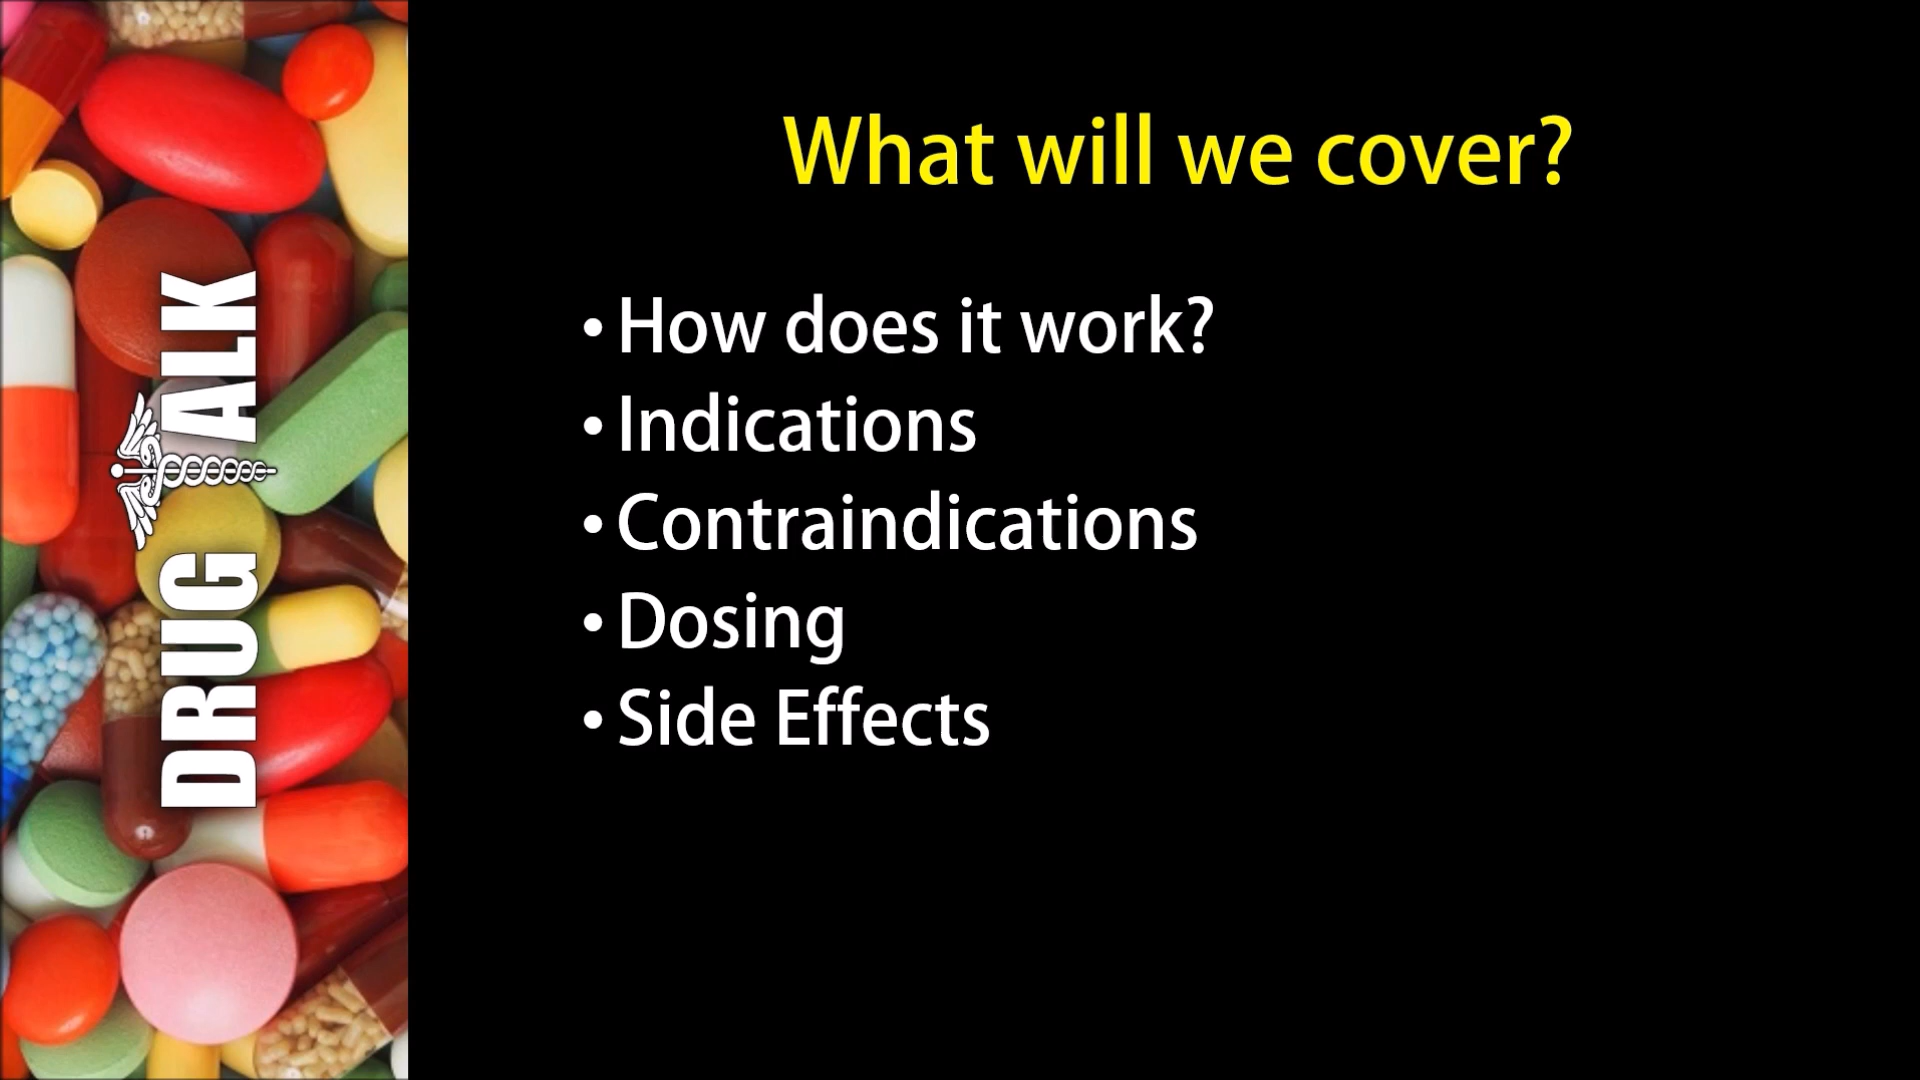 DRUG TALK
What will we cover?
• How does it work?
• Indications
• Contraindications
• Dosing
• Side Effects